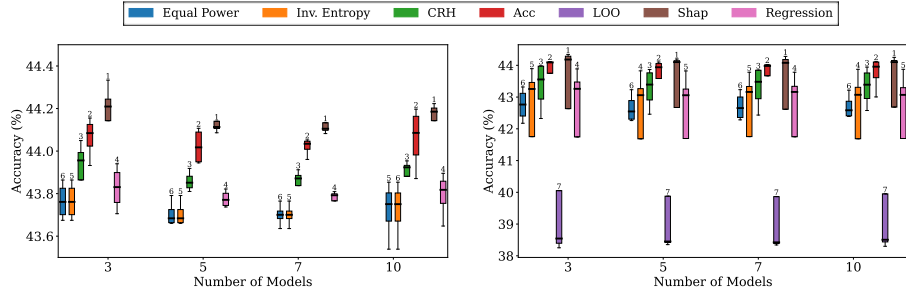 Equal Power Inv. Entropy CRH Acc LOO Shap Regression
Accuracy (%)
44.4
44.2
44.0
43.8
43.6
6 5 3 2 1 4
6 5 3 2 1 4
6 5 3 2 1 4
6 5 3 2 1 4
3 5 7 10
Number of Models
Accuracy (%)
44
43
42
41
40
39
38
6 5 3 2 7 1 4
6 5 3 2 7 1 4
6 5 3 2 7 1 4
6 5 3 2 7 1 4
3 5 7 10
Number of Models